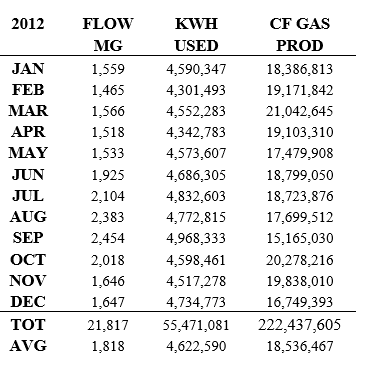 2012 FLOW KWH CF GAS
MG USED PROD
JAN 1,559 4,590,347 18,386,813
FEB 1,465 4,301,493 19,171,842
MAR 1,566 4,552,283 21,042,645
APR 1,518 4,342,783 19,103,310
MAY 1,533 4,573,607 17,479,908
JUN 1,925 4,686,305 18,799,050
JUL 2,104 4,832,603 18,723,876
AUG 2,383 4,772,815 17,699,512
SEP 2,454 4,968,333 15,165,030
OCT 2,018 4,598,461 20,278,216
NOV 1,646 4,517,278 19,838,010
DEC 1,647 4,734,773 16,749,393
TOT 21,817 55,471,081 222,437,605
AVG 1,818 4,622,590 18,536,467